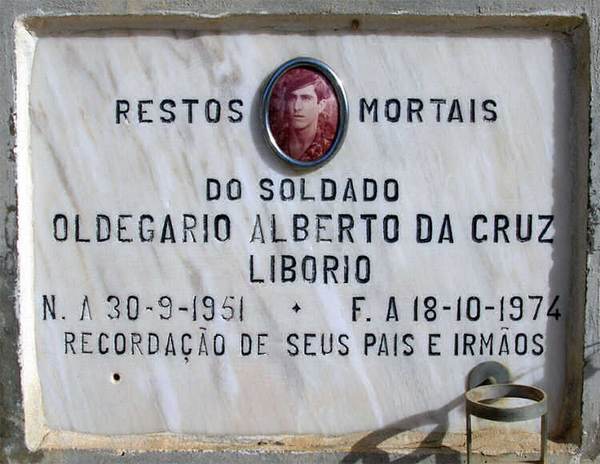 RESTOS MORTAIS
DO SOLDADO
OLDEGARIO ALBERTO DA CRUZ
LIBORIO
N. A 30-9-1951 F. A 18-10-1974
RECORDAÇÃO DE SEUS PAIS E IRMÃOS